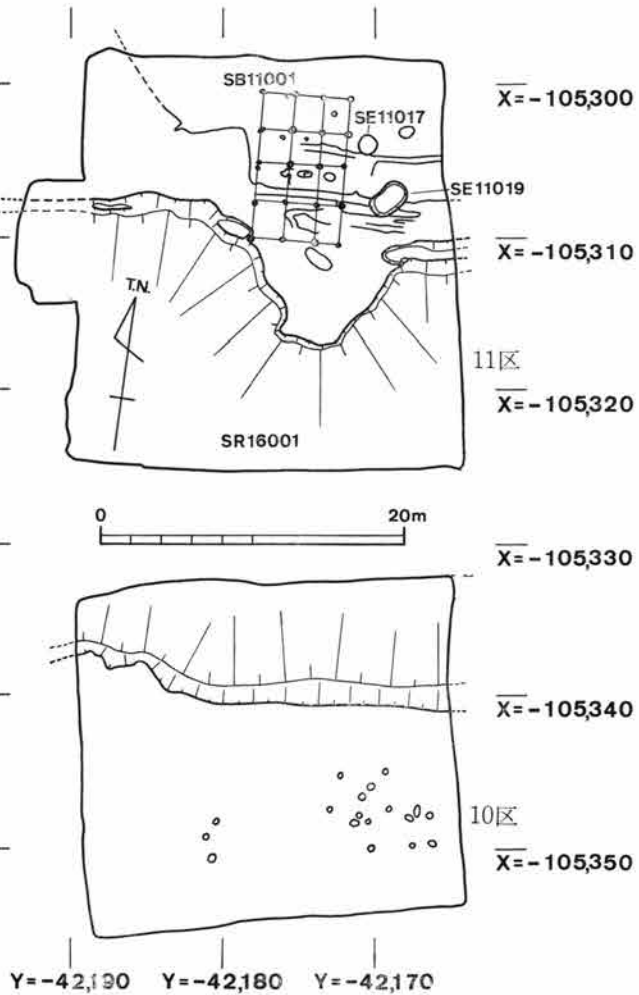 X=-105,300
SB11001
SE11017
SE11019
X=-105,310
T.N.
11区
X=-105,320
SR16001
0 20m
X=-105,330
X=-105,340
10区
X=-105,350
Y=-42,190 Y=-42,180 Y=-42,170